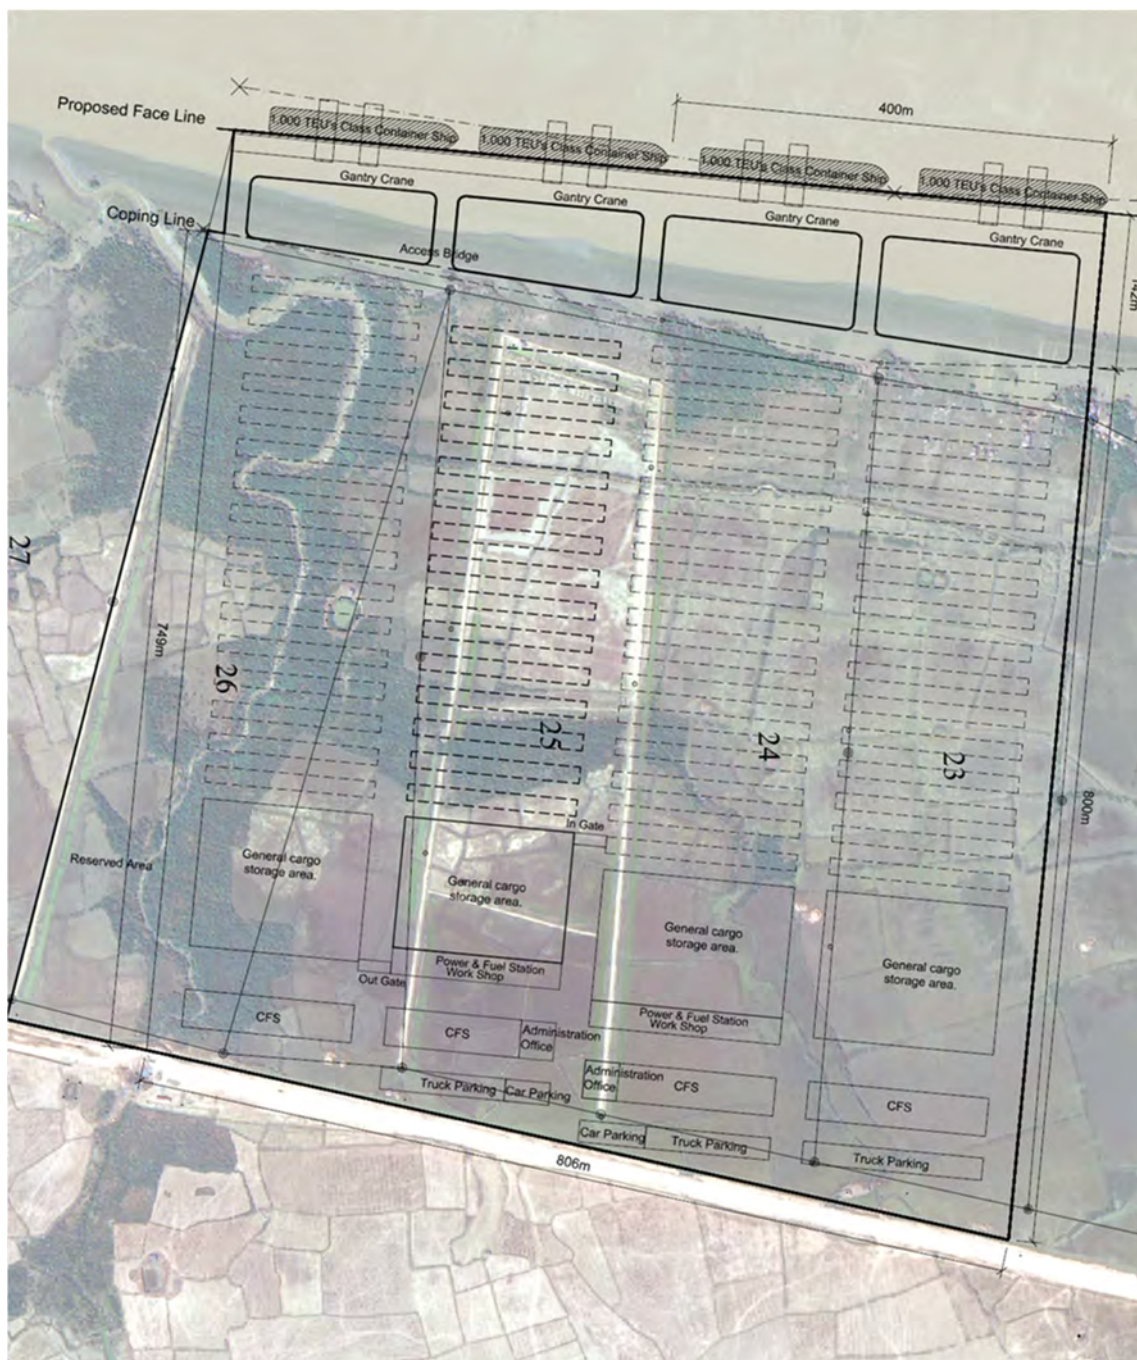 400m
Proposed Face Line
1,000 TEU's Class Container Ship
1,000 TEU's Class Container Ship
1,000 TEU's Class Container Ship
1,000 TEU's Class Container Ship
Gantry Crane
Gantry Crane
Gantry Crane
Gantry Crane
Coping Line
Access Bridge
142m
27
749m
26
25
24
23
800m
In Gate
Reserved Area
General cargo
storage area.
General cargo
storage area.
General cargo
storage area.
General cargo
storage area.
Power & Fuel Station
Work Shop
Out Gate
Power & Fuel Station
Work Shop
CFS
CFS
Administration
Office
Administration
Office
CFS
CFS
Truck Parking
Car Parking
Car Parking
Truck Parking
Truck Parking
806m